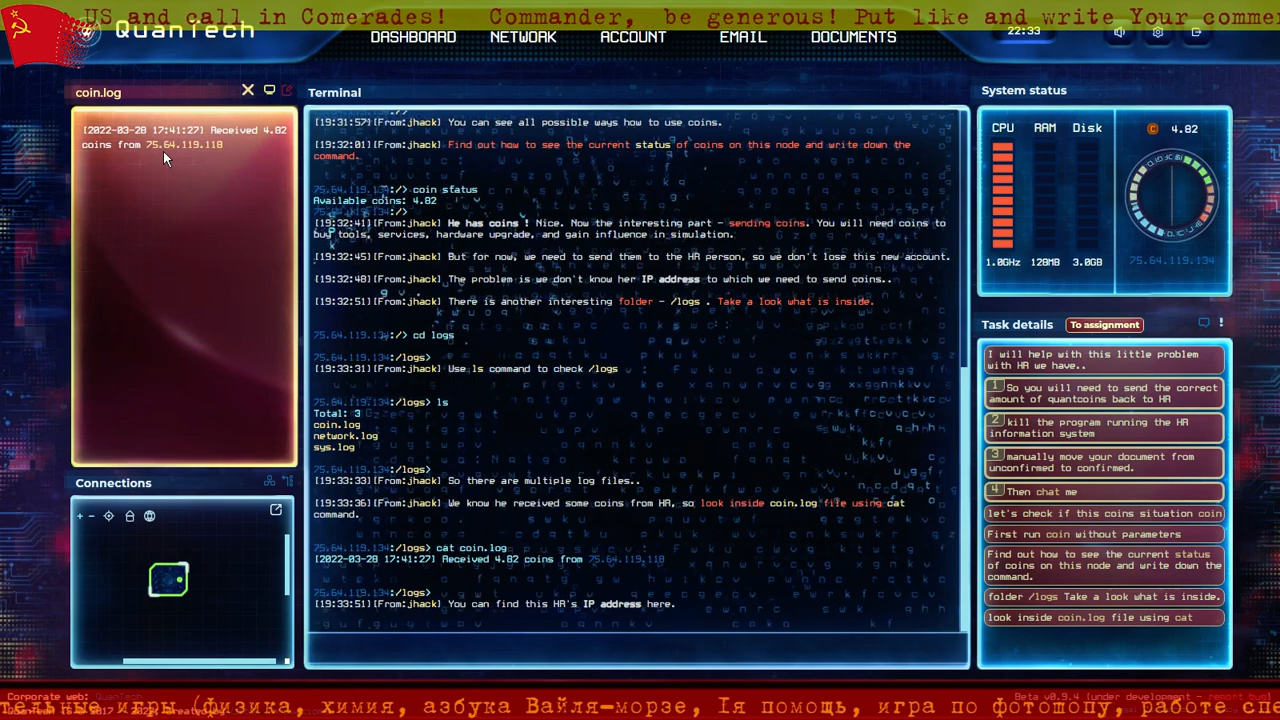 US and call in Comerades! Commander, be generous! Put like and write Your comme
QuanTech
DASHBOARD NETWORK ACCOUNT EMAIL DOCUMENTS
22:33
coin.log
[2022-03-28 17:41:27] Received 4.82
coins from 75.64.119.118
Connections
Terminal
[19:31:57][From:jhack] You can see all possible ways how to use coins.
[19:32:01][From:jhack] Find out how to see the current status of coins on this node and write down the
command.
75.64.119.134:/> coin status
Available coins: 4.82
75.64.119.134:/>
[19:32:41][From:jhack] He has coins ! Nice. Now the interesting part - sending coins. You will need coins to
buy tools, services, hardware upgrade, and gain influence in simulation.
[19:32:45][From:jhack] But for now, we need to send them to the HR person, so we don't lose this new account.
[19:32:48][From:jhack] The problem is we don't know her IP address to which we need to send coins..
[19:32:51][From:jhack] There is another interesting folder - /logs . Take a look what is inside.
75.64.119.134:/> cd logs
75.64.119.134:/logs>
[19:33:31][From:jhack] Use ls command to check /logs
75.64.119.134:/logs> ls
Total: 3
coin.log
network.log
sys.log
75.64.119.134:/logs>
[19:33:33][From:jhack] So there are multiple log files..
[19:33:36][From:jhack] We know he received some coins from HR, so look inside coin.log file using cat
command.
75.64.119.134:/logs> cat coin.log
[2022-03-28 17:41:27] Received 4.82 coins from 75.64.119.118
75.64.119.134:/logs>
[19:33:51][From:jhack] You can find this HR's IP address here.
System status
CPU RAM Disk
C 4.82
1.0GHz 128MB 3.0GB
75.64.119.134
Task details To assignment
I will help with this little problem
with HR we have..
1 So you will need to send the correct
amount of quantcoins back to HR
2 kill the program running the HR
information system
3 manually move your document from
unconfirmed to confirmed.
4 Then chat me
let's check if this coins situation coin
First run coin without parameters
Find out how to see the current status
of coins on this node and write down the
command.
folder /logs Take a look what is inside.
look inside coin.log file using cat
Corporate web: QuanTech
Beta v0.9.4 [under development - report bug]
тельные игры (физика, химия, азбука Вайля-морзе, Iя помощь, игра по фотошопу, работе спе